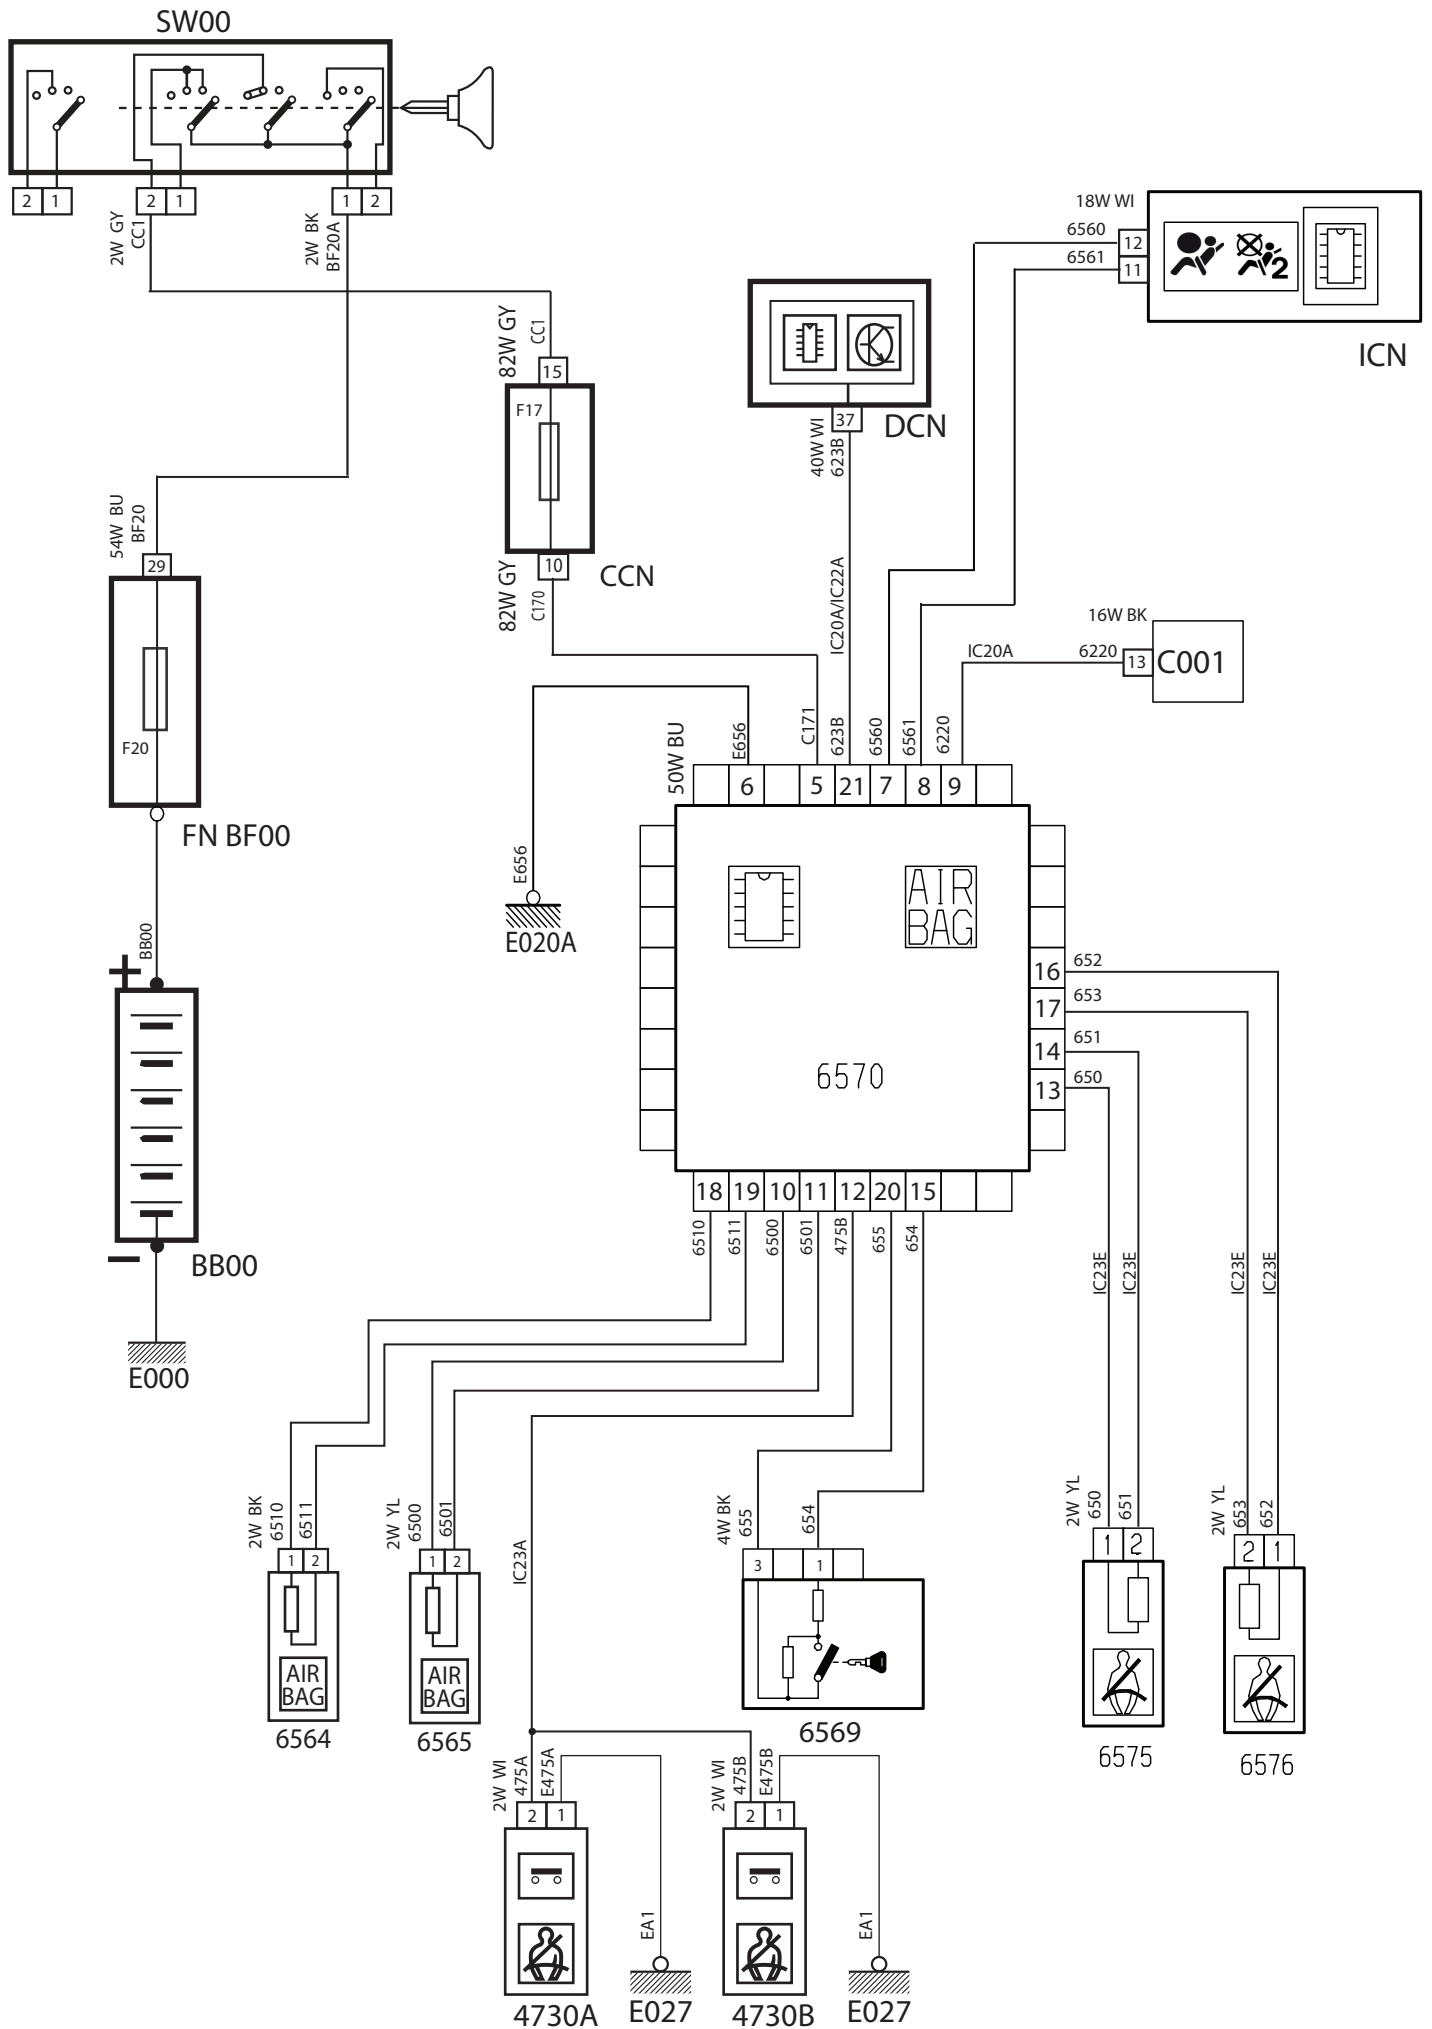 SW00
2 1 2 1 1 2
2W GY
CC1
2W BK
BF20A
18W WI
6560
12
6561
11
2
ICN
82W GY
CC1
15
F17
10
CCN
82W GY
C170
37
DCN
40W WI
623B
IC20A/IC22A
54W BU
BF20
29
F20
FN BF00
BB00
+
−
BB00
E000
16W BK
IC20A
6220
13
C001
50W BU
E656
C171
623B
6560
6561
6220
6 5 21 7 8 9
E656
E020A
AIR
BAG
6570
16
652
17
653
14
651
13
650
18 19 10 11 12 20 15
6510
6511
6500
6501
475B
655
654
IC23E
IC23E
IC23E
IC23E
2W BK
6510
6511
1 2
AIR
BAG
6564
2W YL
6500
6501
1 2
AIR
BAG
6565
IC23A
4W BK
655
654
3 1
6569
2W YL
650
651
1 2
6575
2W YL
653
652
2 1
6576
2W WI
475A
E475A
2 1
4730A
EA1
E027
2W WI
475B
E475B
2 1
4730B
EA1
E027